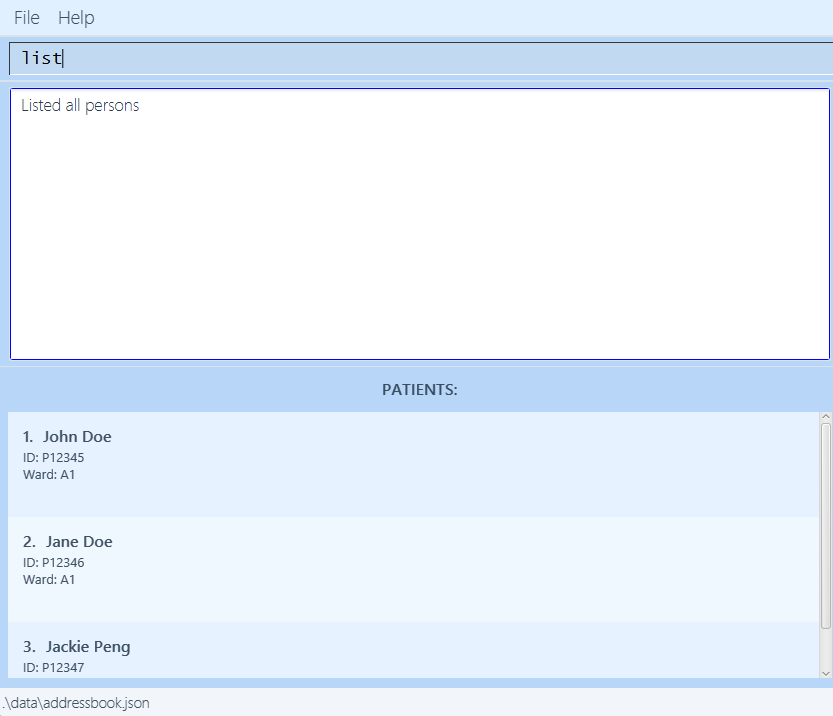 File Help
list
Listed all persons
PATIENTS:
1. John Doe
ID: P12345
Ward: A1
2. Jane Doe
ID: P12346
Ward: A1
3. Jackie Peng
ID: P12347
.\data\addressbook.json